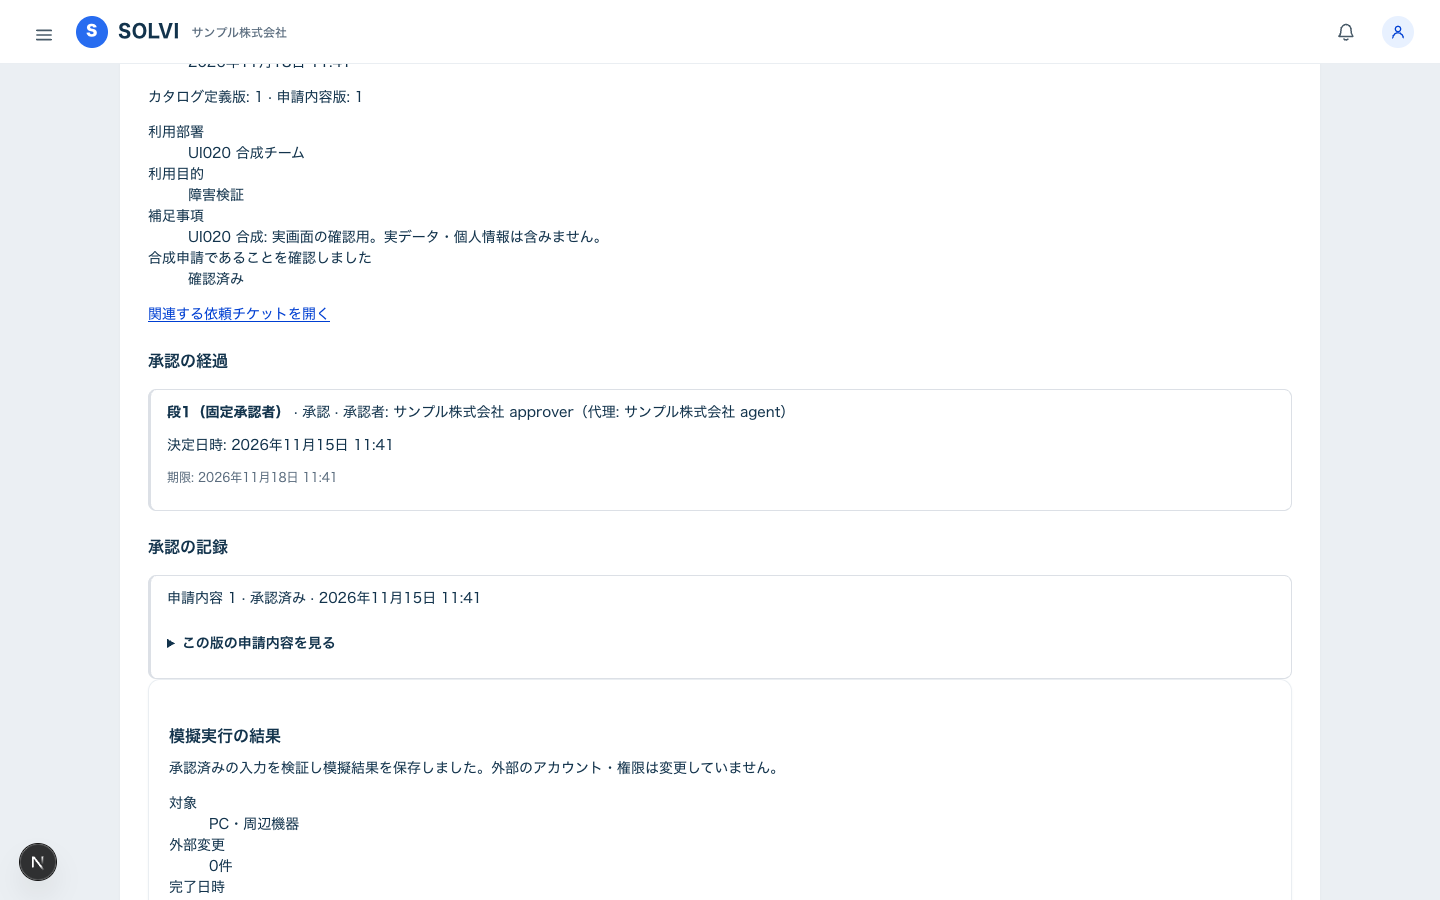 S SOLVI サンプル株式会社
カタログ定義版: 1 · 申請内容版: 1
利用部署
UI020 合成チーム
利用目的
障害検証
補足事項
UI020 合成: 実画面の確認用。実データ・個人情報は含みません。
合成申請であることを確認しました
確認済み
関連する依頼チケットを開く
承認の経過
段1（固定承認者） · 承認 · 承認者: サンプル株式会社 approver（代理: サンプル株式会社 agent）
決定日時: 2026年11月15日 11:41
期限: 2026年11月18日 11:41
承認の記録
申請内容 1 · 承認済み · 2026年11月15日 11:41
▶ この版の申請内容を見る
模擬実行の結果
承認済みの入力を検証し模擬結果を保存しました。外部のアカウント・権限は変更していません。
対象
PC・周辺機器
外部変更
0件
完了日時
N